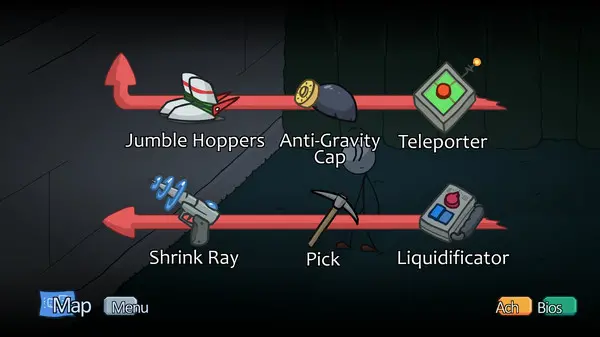 Jumble Hoppers
Anti-Gravity
Cap
Teleporter
Shrink Ray
Pick
Liquidificator
Map
Menu
Ach
Bios